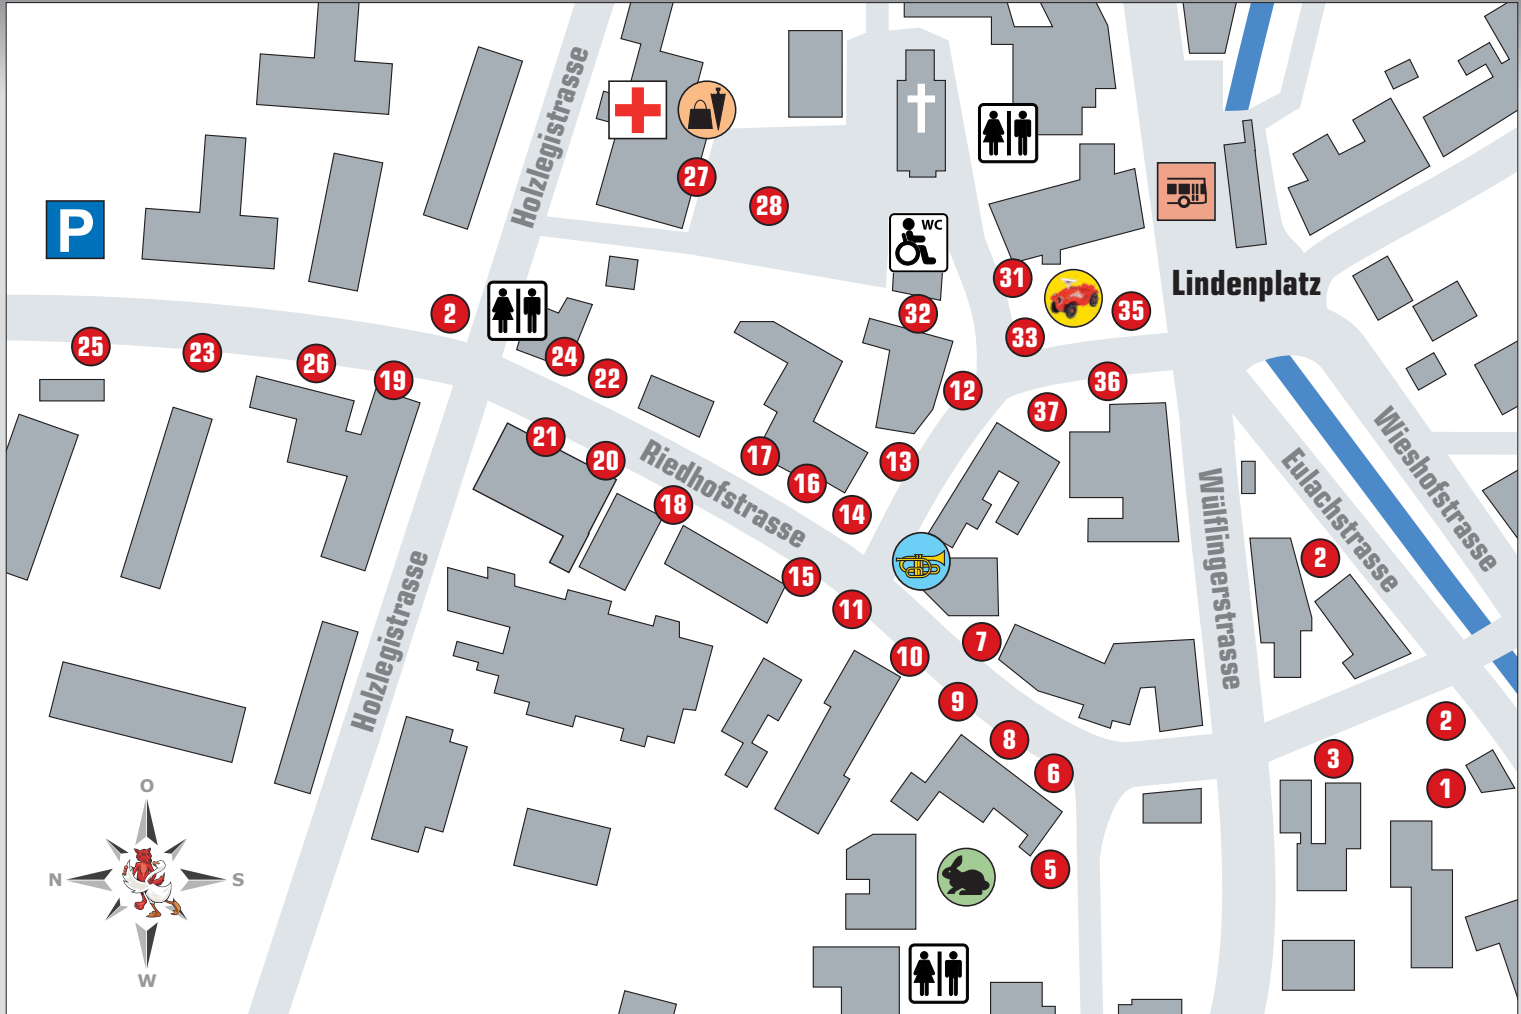 Holzlegistrasse
27
28
WC
P
Lindenplatz
31
35
32
33
2
25
23
26
19
24
22
36
12
37
21
20
17
16
13
18
14
Riedhofstrasse
Wülflingerstrasse
Eulachstrasse
Wieshofstrasse
2
15
11
Holzlegistrasse
7
10
9
8
6
2
3
1
5
O
N
S
W